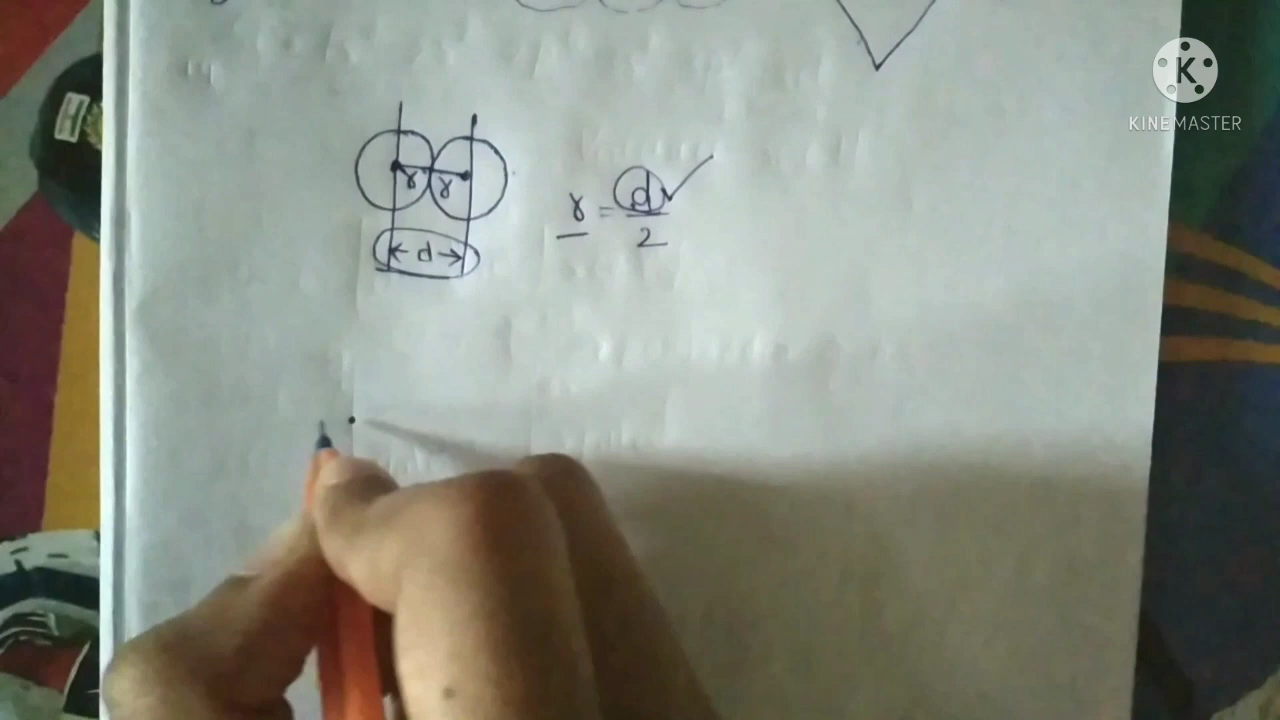 K
KINEMASTER
r r
r = d/2
d